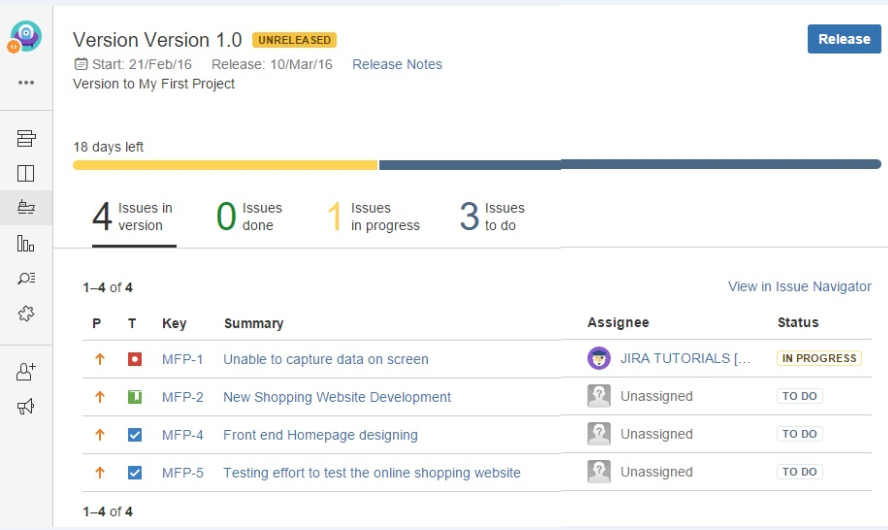 Version Version 1.0 UNRELEASED Release
Start: 21/Feb/16 Release: 10/Mar/16 Release Notes
Version to My First Project
18 days left
4 Issues in version 0 Issues done 1 Issues in progress 3 Issues to do
1–4 of 4 View in Issue Navigator
P T Key Summary Assignee Status
MFP-1 Unable to capture data on screen JIRA TUTORIALS [... IN PROGRESS
MFP-2 New Shopping Website Development Unassigned TO DO
MFP-4 Front end Homepage designing Unassigned TO DO
MFP-5 Testing effort to test the online shopping website Unassigned TO DO
1–4 of 4